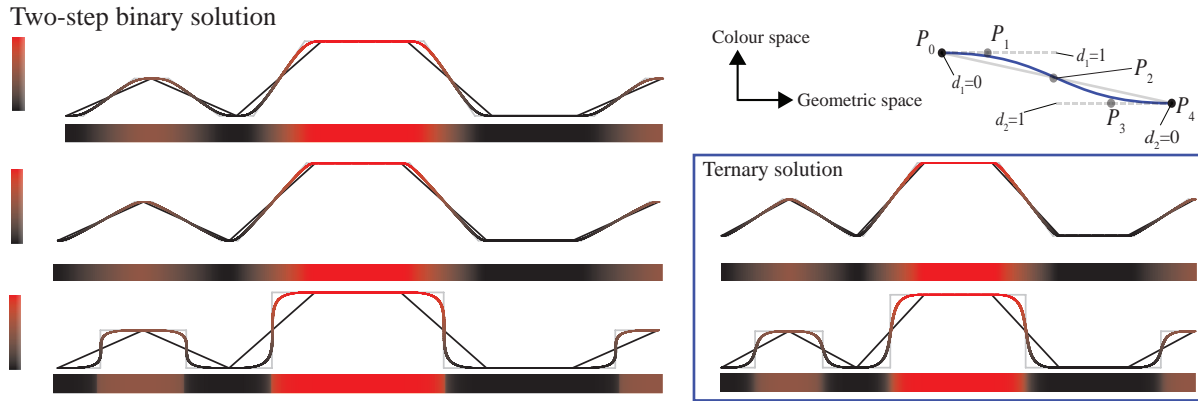 Two-step binary solution
Colour space
Geometric space
P0
P1
d1=1
P2
d1=0
d2=1
P3
P4
d2=0
Ternary solution